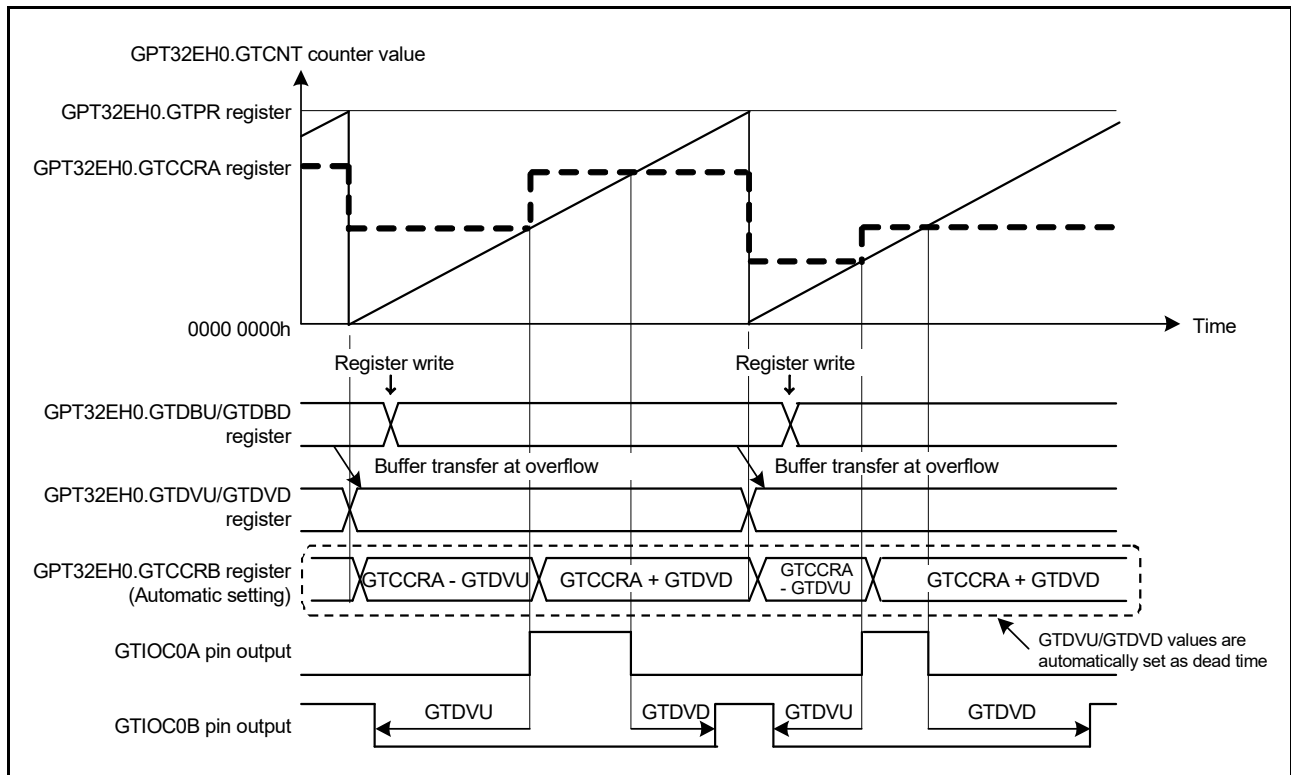 GPT32EH0.GTCNT counter value
GPT32EH0.GTPR register
GPT32EH0.GTCCRA register
0000 0000h
Time
Register write
Register write
GPT32EH0.GTDBU/GTDBD
register
Buffer transfer at overflow
Buffer transfer at overflow
GPT32EH0.GTDVU/GTDVD
register
GPT32EH0.GTCCRB register
(Automatic setting)
GTCCRA - GTDVU
GTCCRA + GTDVD
GTCCRA
- GTDVU
GTCCRA + GTDVD
GTIOC0A pin output
GTDVU/GTDVD values are
automatically set as dead time
GTIOC0B pin output
GTDVU
GTDVD
GTDVU
GTDVD